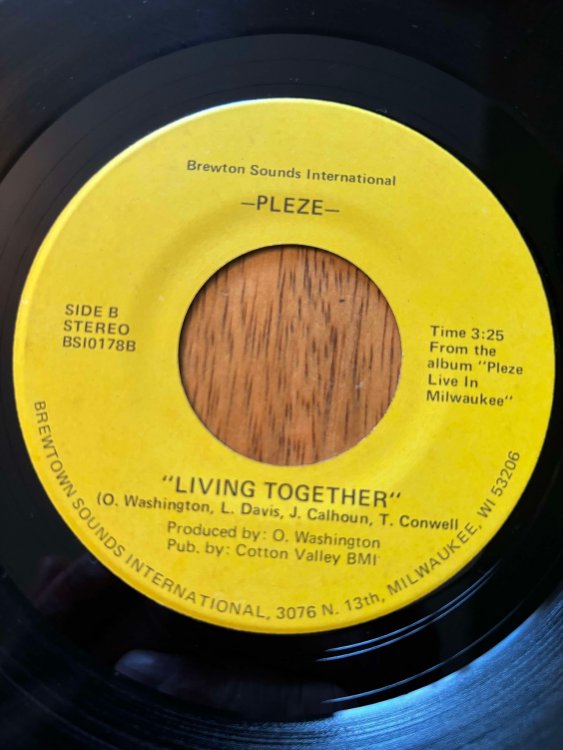 Brewton Sounds International
—PLEZE—
SIDE B
STEREO
BSI0178B
Time 3:25
From the
album "Pleze
Live In
Milwaukee"
"LIVING TOGETHER"
(O. Washington, L. Davis, J. Calhoun, T. Conwell
Produced by: O. Washington
Pub. by: Cotton Valley BMI
BREWTOWN SOUNDS INTERNATIONAL, 3076 N. 13th, MILWAUKEE, WI 53206